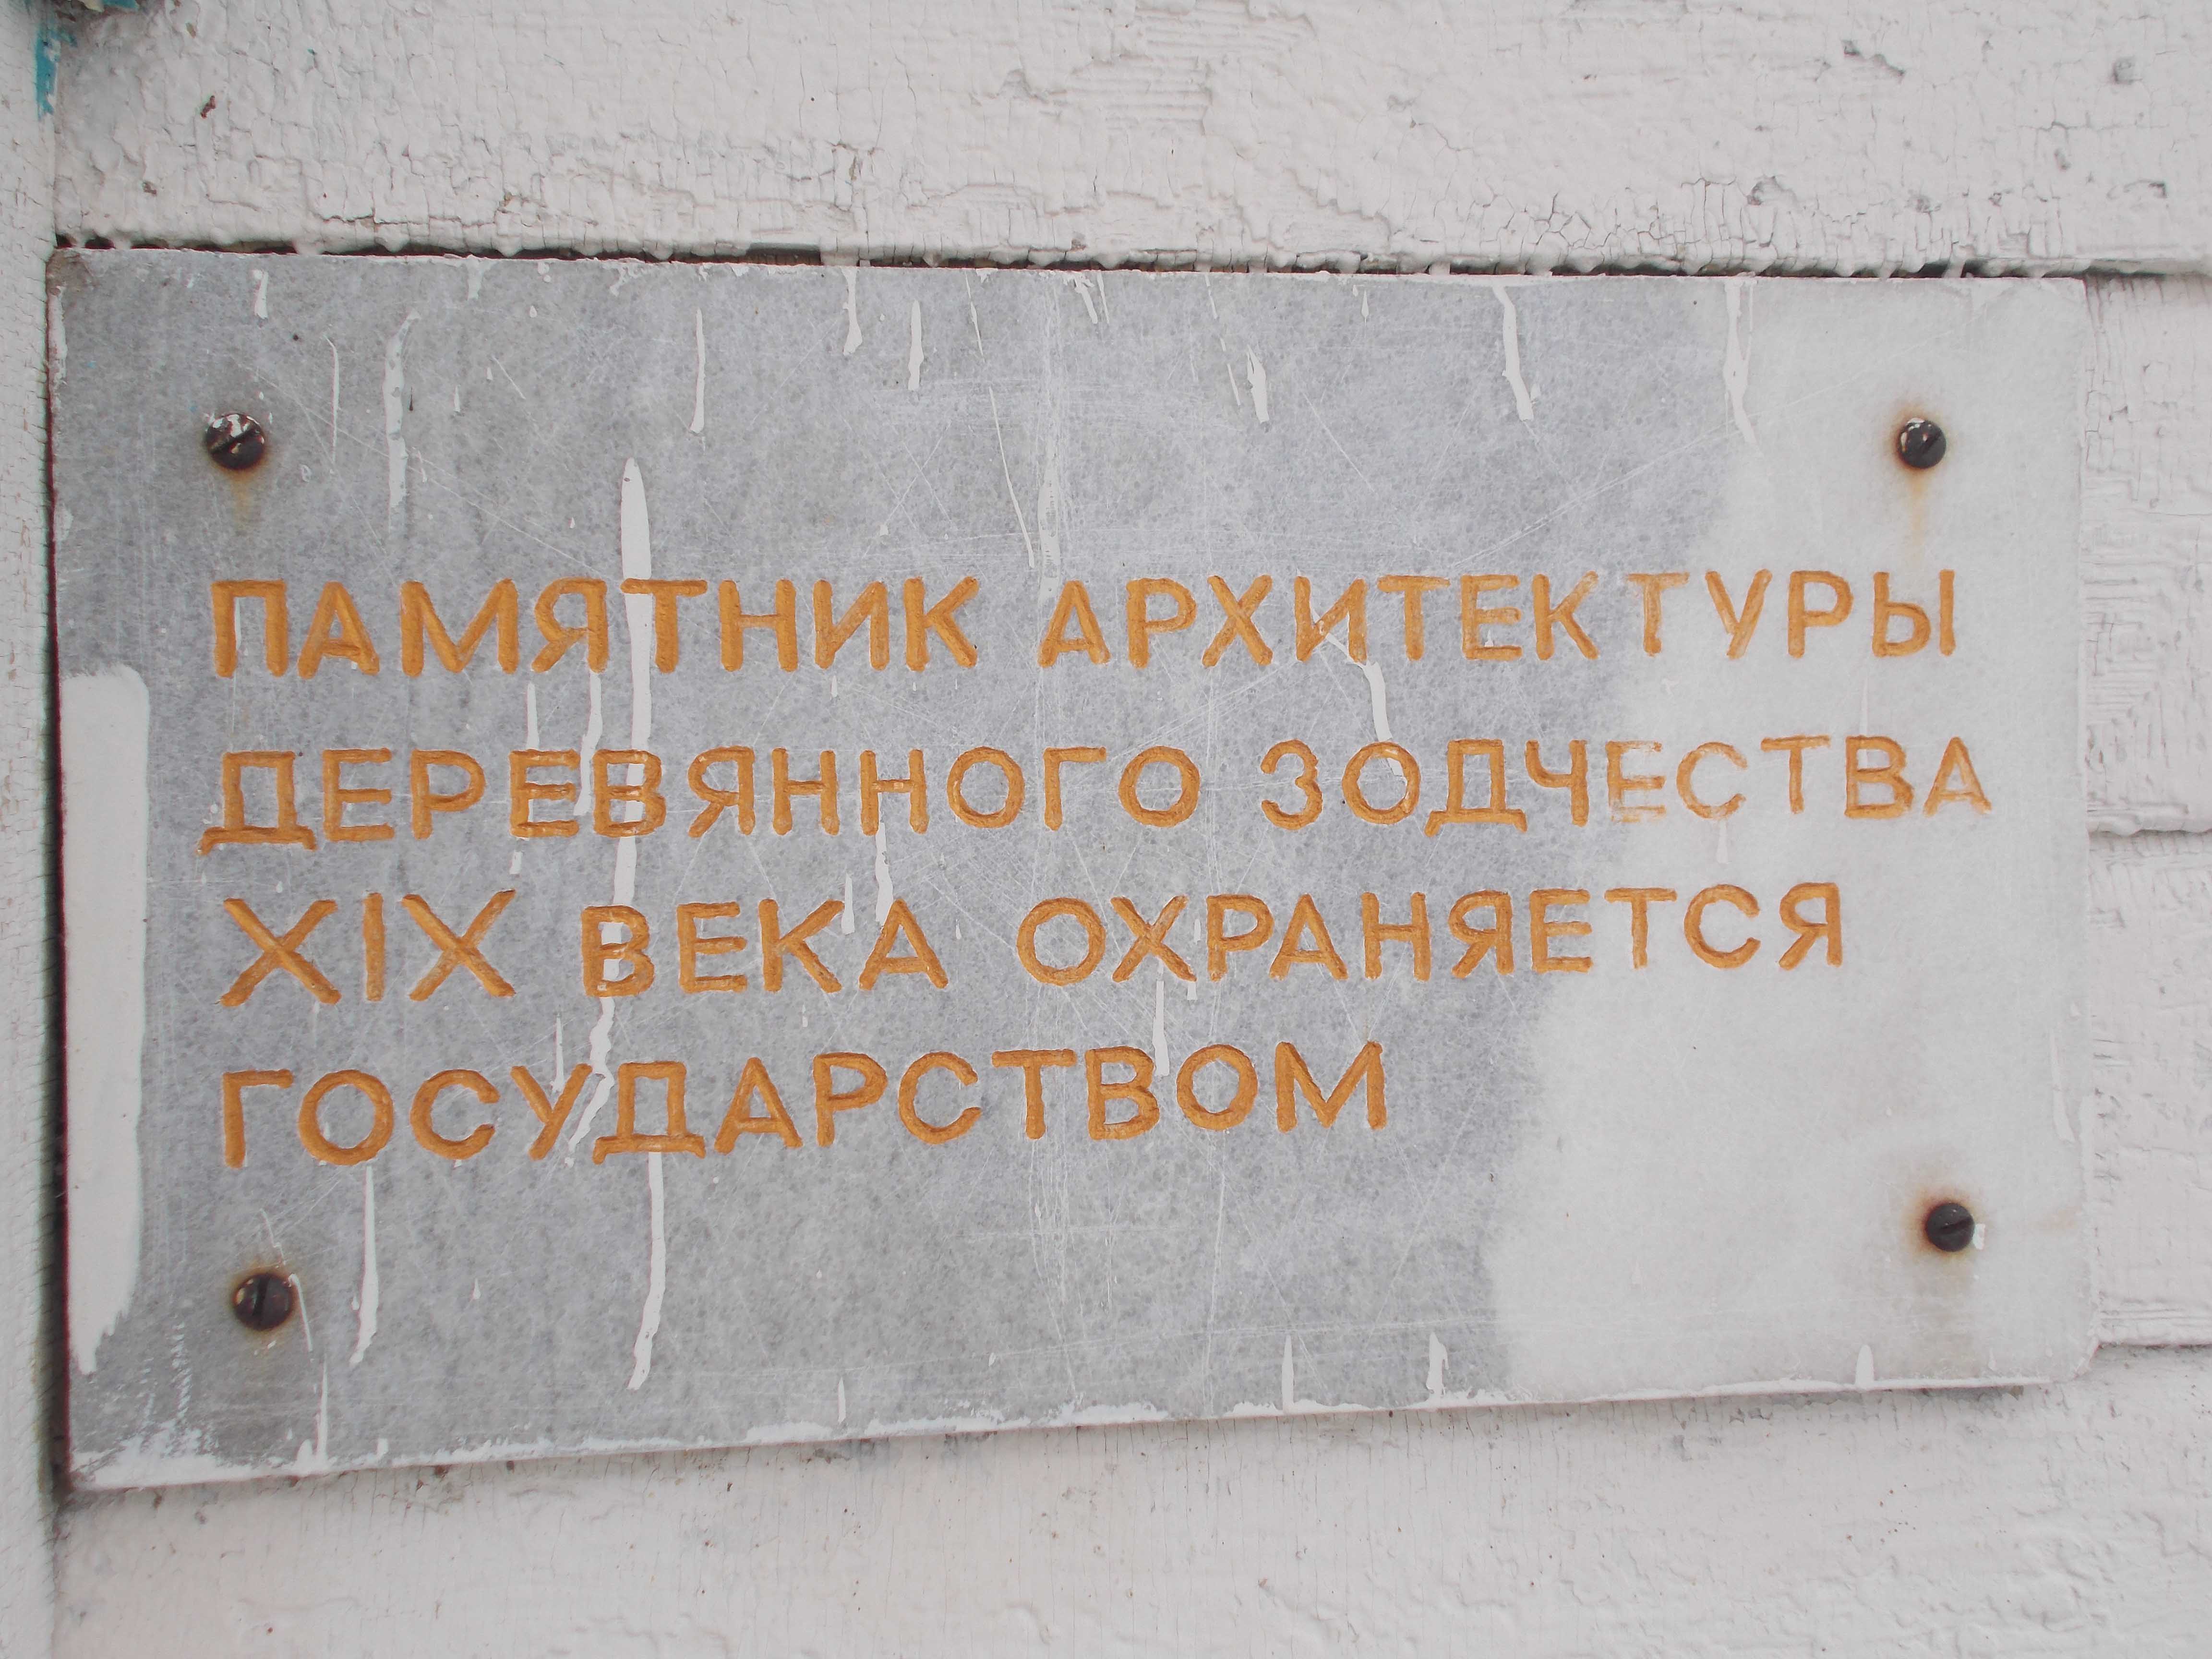 ПАМЯТНИК АРХИТЕКТУРЫ
ДЕРЕВЯННОГО ЗОДЧЕСТВА
XIX ВЕКА ОХРАНЯЕТСЯ
ГОСУДАРСТВОМ